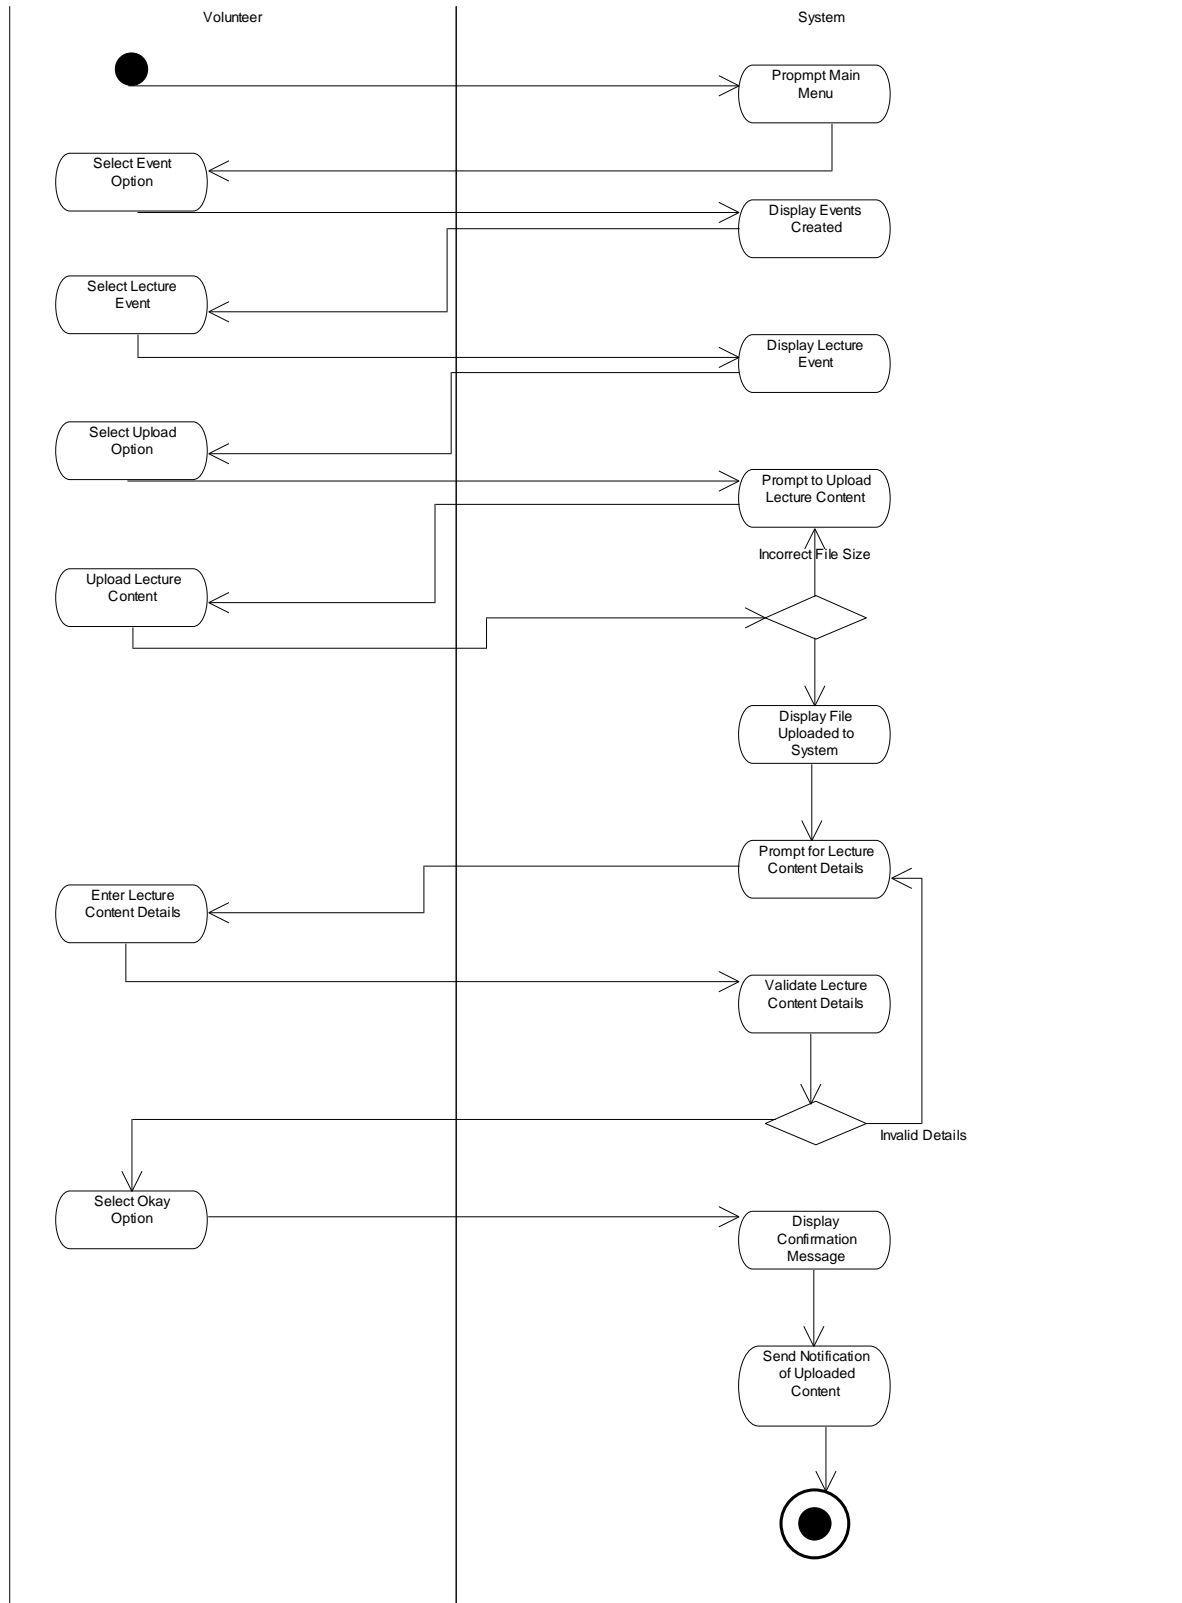 Volunteer
System
Propmpt Main
Menu
Select Event
Option
Display Events
Created
Select Lecture
Event
Display Lecture
Event
Select Upload
Option
Prompt to Upload
Lecture Content
Incorrect File Size
Upload Lecture
Content
Display File
Uploaded to
System
Prompt for Lecture
Content Details
Enter Lecture
Content Details
Validate Lecture
Content Details
Invalid Details
Select Okay
Option
Display
Confirmation
Message
Send Notification
of Uploaded
Content